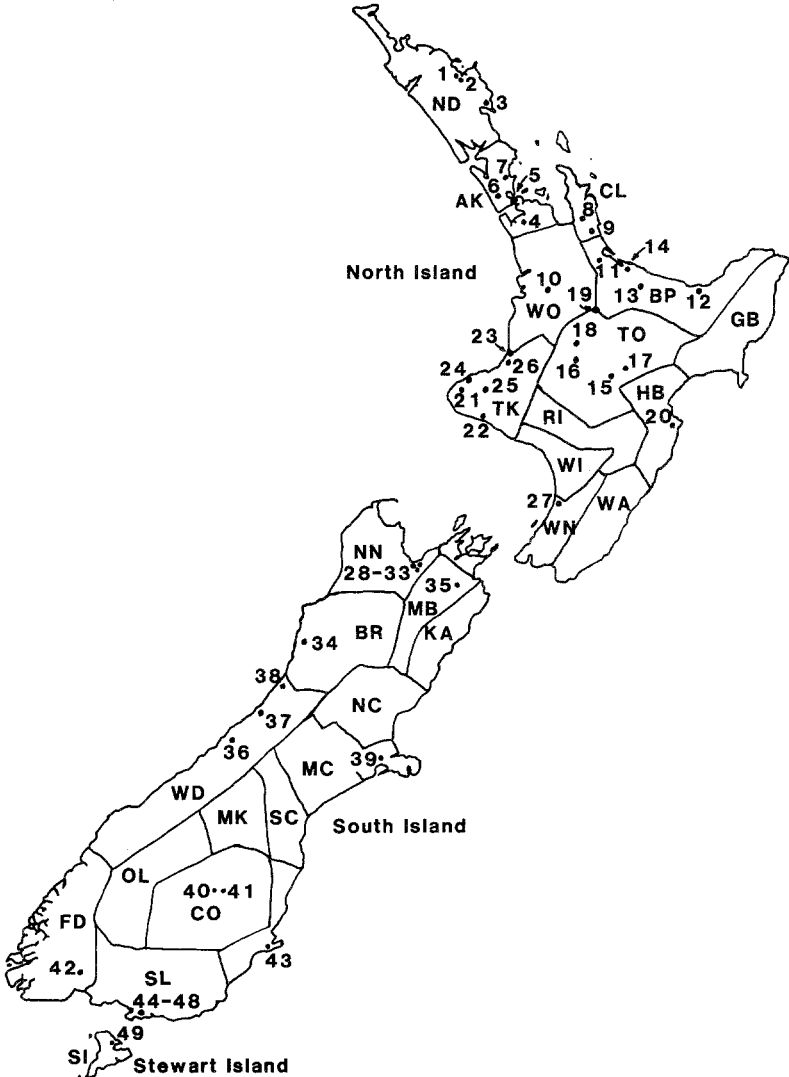 1
2
ND
3
7
5
6
CL
AK
8
4
9
14
North Island
11
10
13 BP 12
19
WO
GB
18
TO
23
26
16
17
24
15
25
HB
21
TK
RI
20
22
WI
27
WA
WN
NN
28-33
35
MB
34
BR
KA
38
NC
37
36
39
MC
WD
MK
SC
South Island
OL
40 41
CO
FD
43
42
SL
44-48
49
SI
Stewart Island